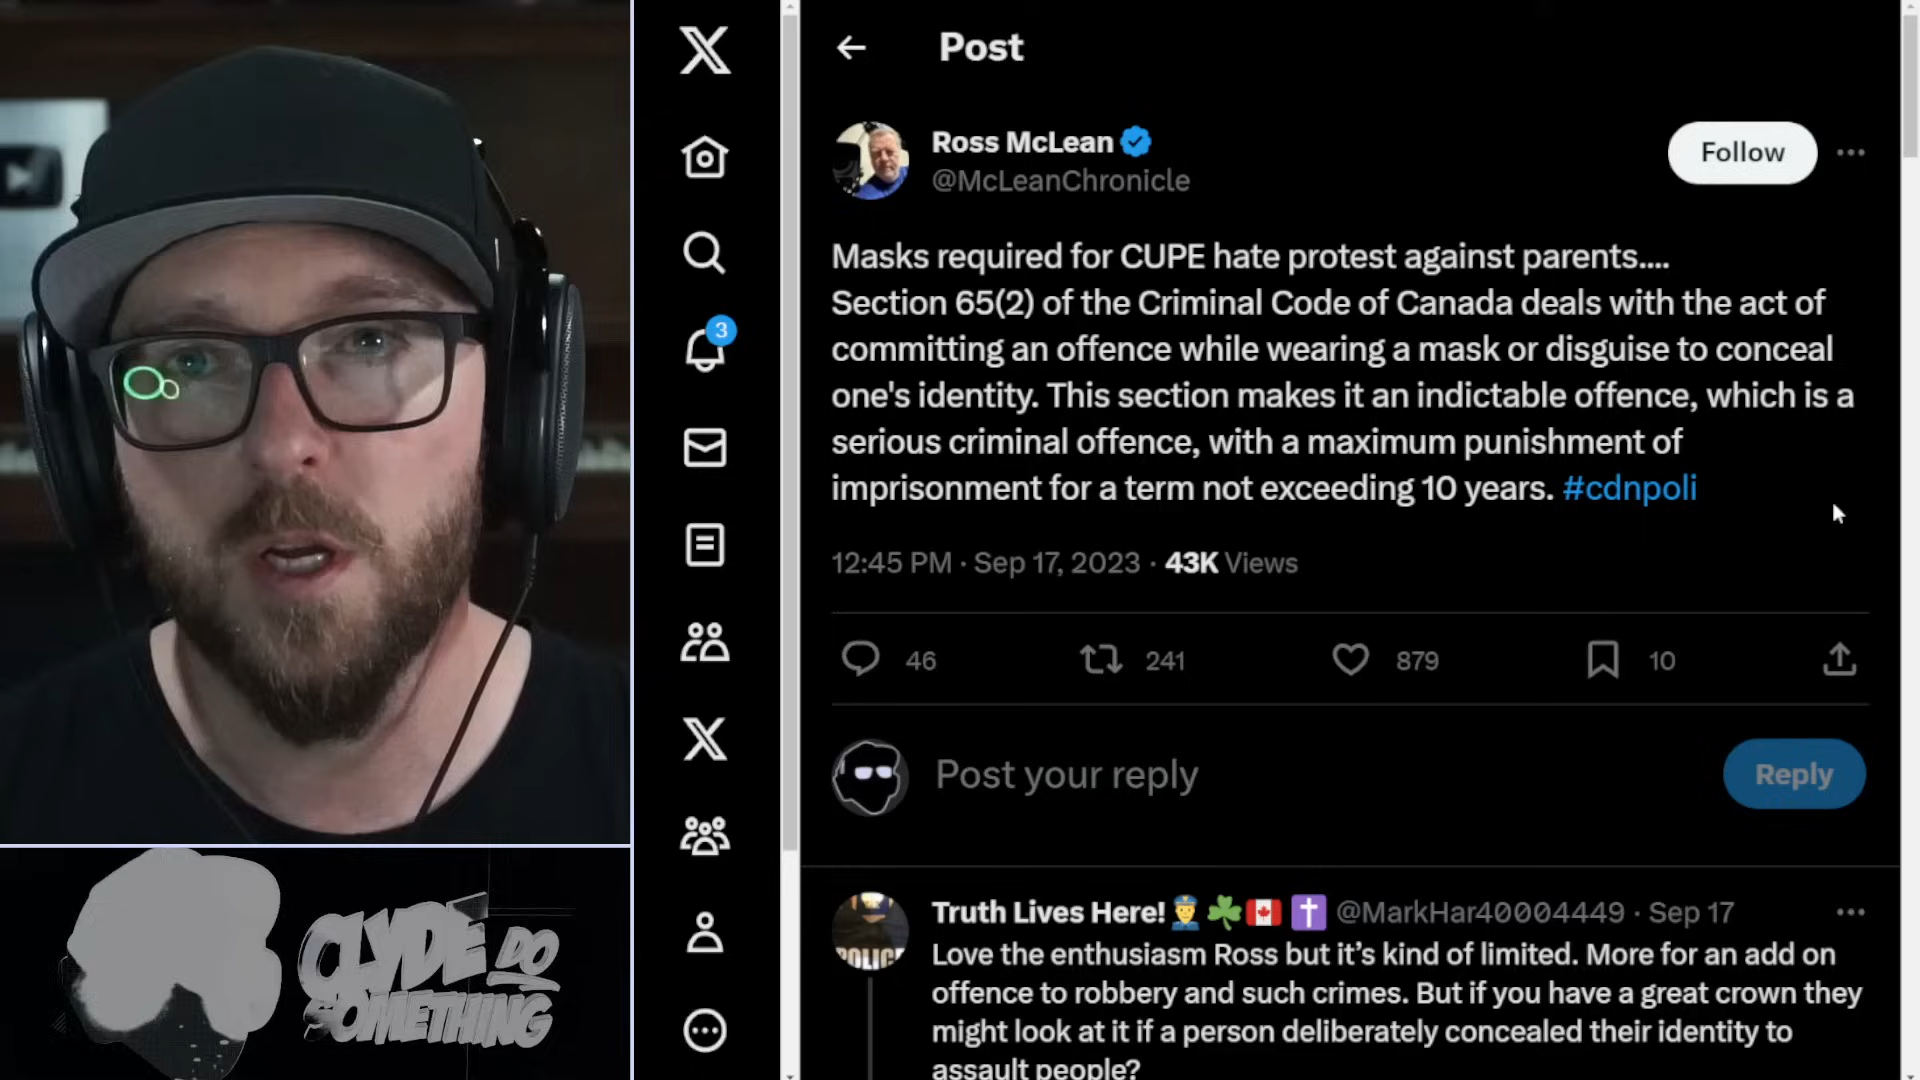 Post
Ross McLean
@McLeanChronicle
Follow
Masks required for CUPE hate protest against parents....
Section 65(2) of the Criminal Code of Canada deals with the act of
committing an offence while wearing a mask or disguise to conceal
one's identity. This section makes it an indictable offence, which is a
serious criminal offence, with a maximum punishment of
imprisonment for a term not exceeding 10 years. #cdnpoli
12:45 PM · Sep 17, 2023 · 43K Views
46 241 879 10
Post your reply
Reply
3
Truth Lives Here!👮☘️🇨🇦✝️ @MarkHar40004449 · Sep 17
Love the enthusiasm Ross but it’s kind of limited. More for an add on
offence to robbery and such crimes. But if you have a great crown they
might look at it if a person deliberately concealed their identity to
assault people?
POLICE
CLYDE DO
SOMETHING